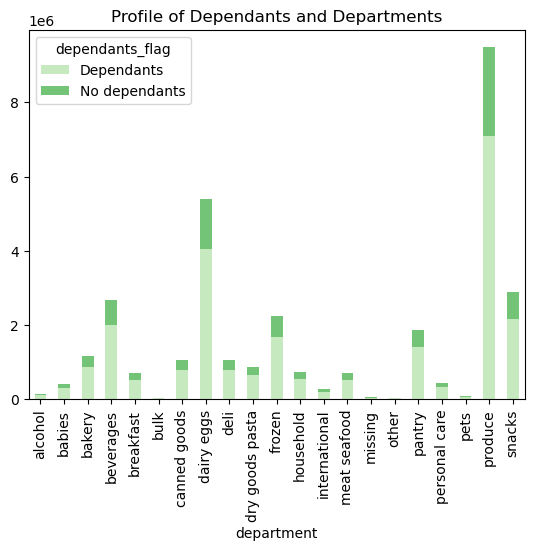 Profile of Dependants and Departments
1e6
dependants_flag
Dependants
No dependants
8
6
4
2
0
alcohol
babies
bakery
beverages
breakfast
bulk
canned goods
dairy eggs
deli
dry goods pasta
frozen
household
international
meat seafood
missing
other
pantry
personal care
pets
produce
snacks
department